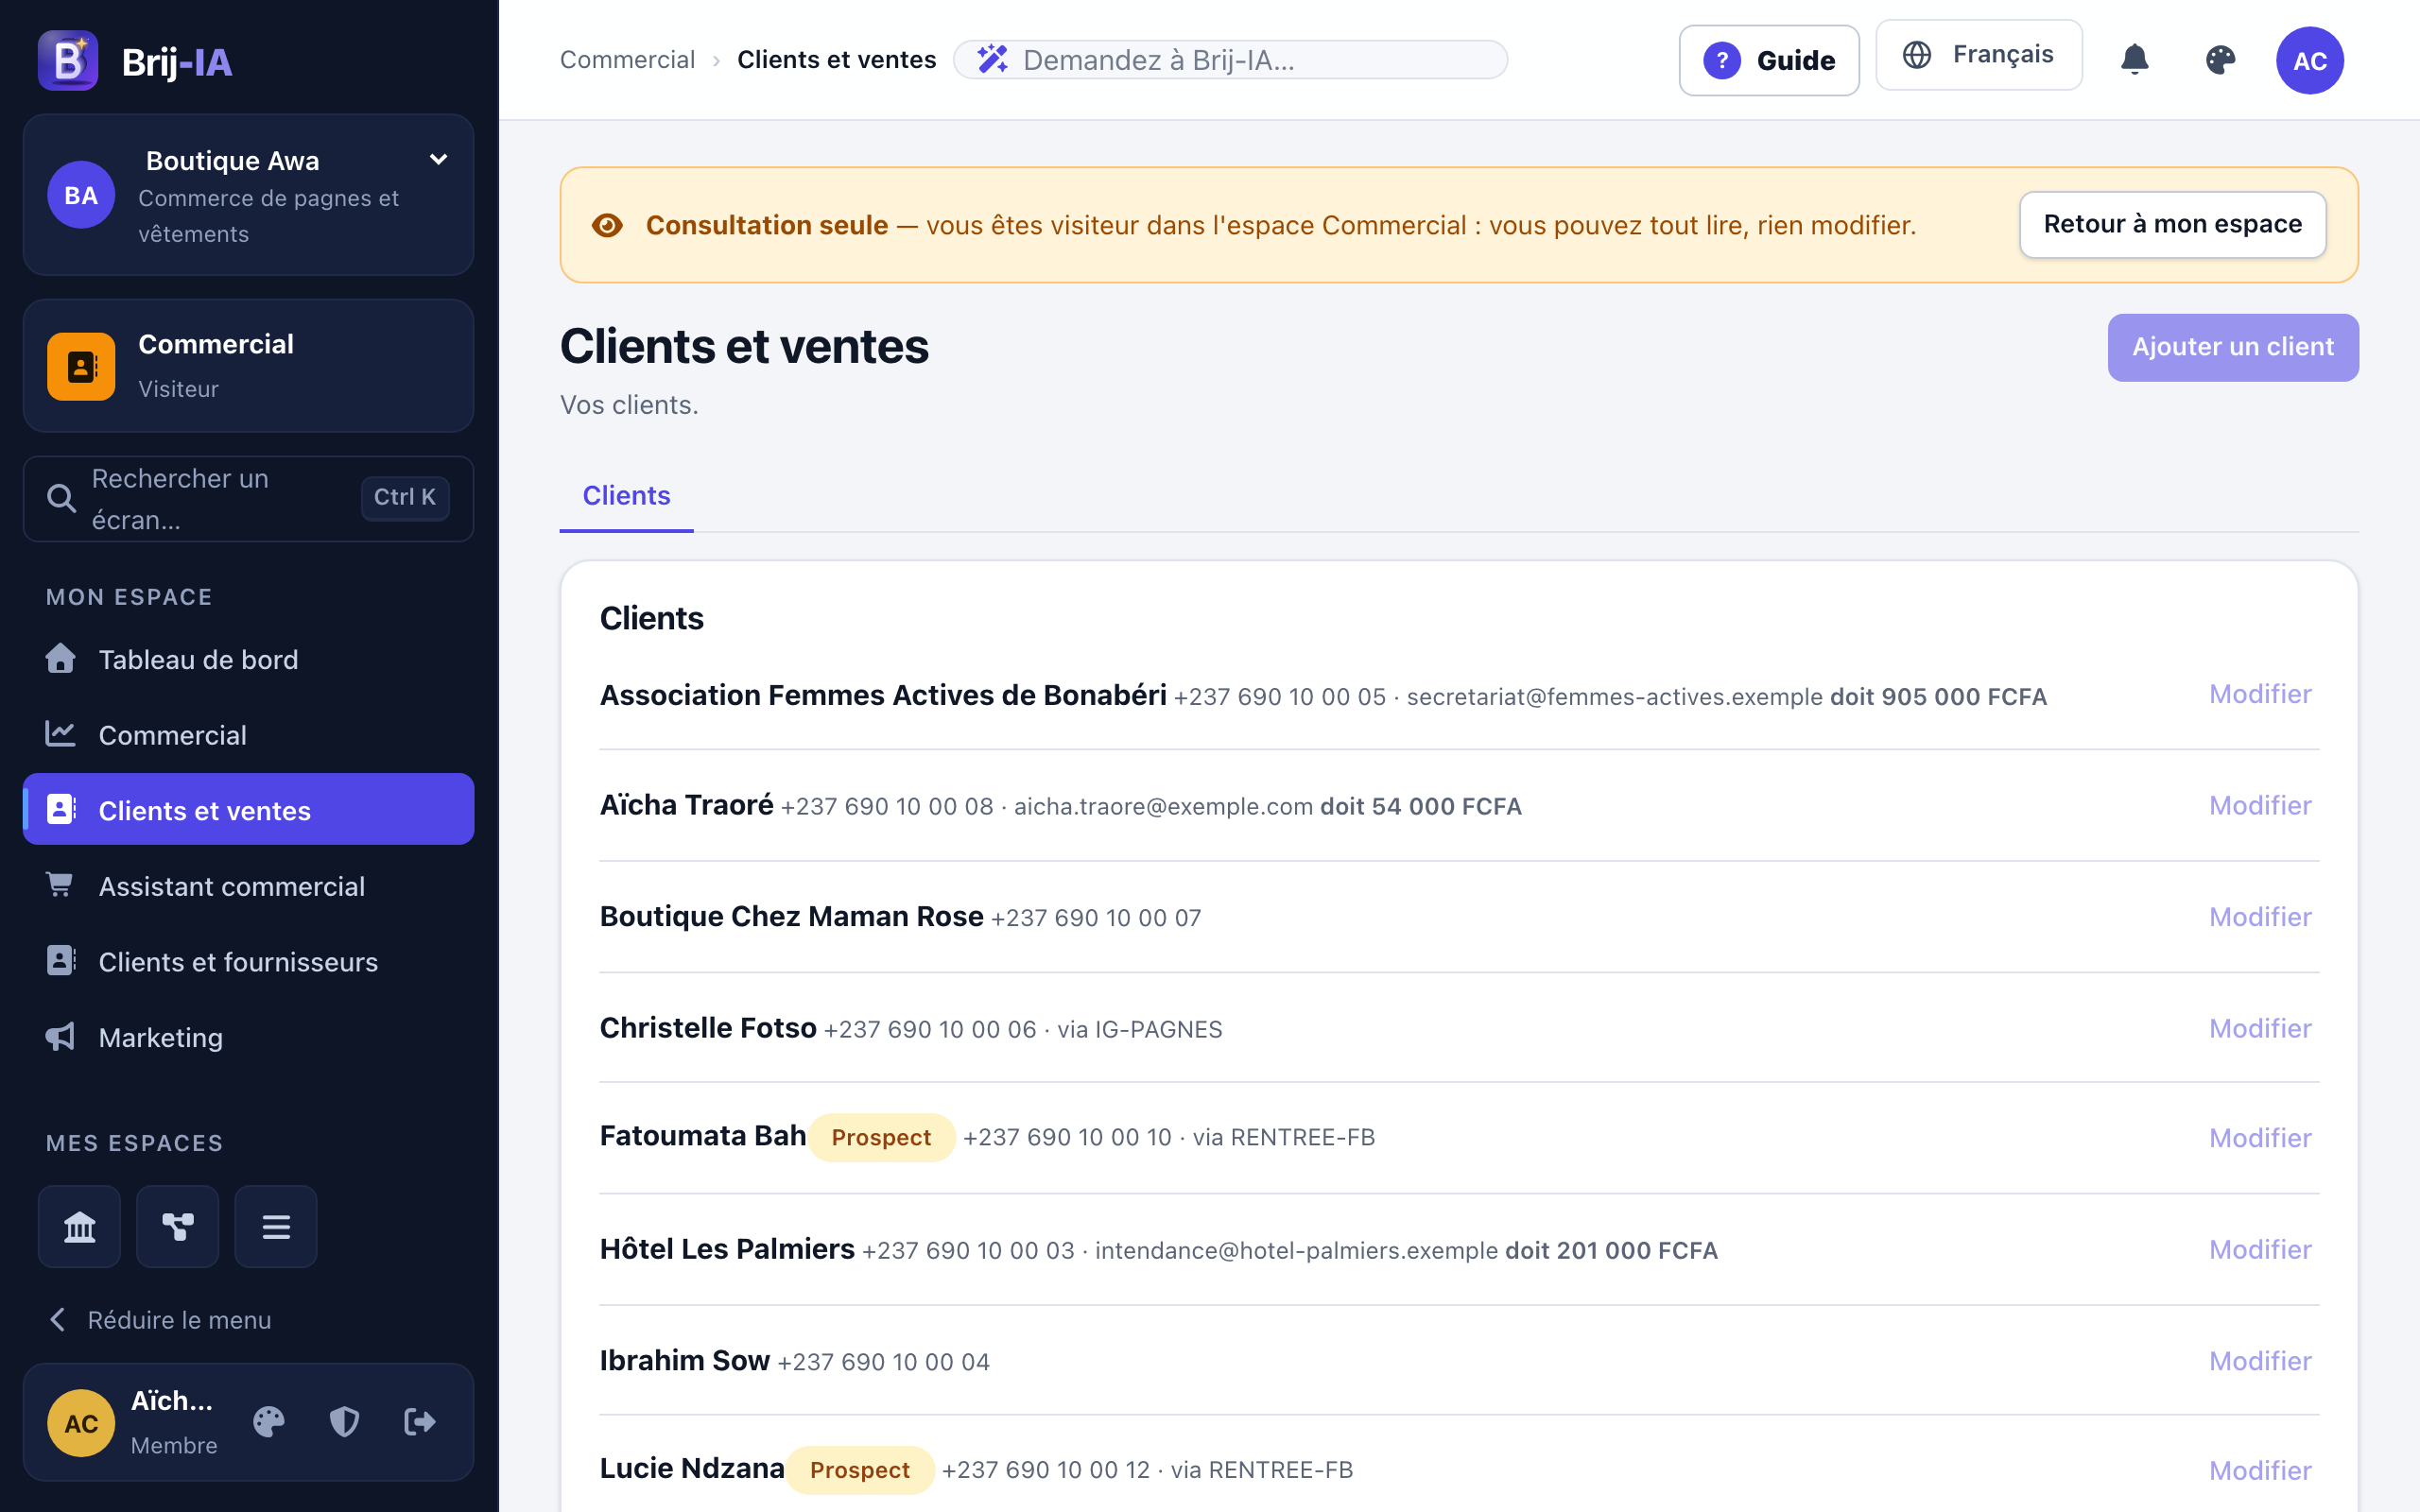 Brij-IA
BA
Boutique Awa
Commerce de pagnes et
vêtements
Commercial
Visiteur
Rechercher un
écran...
Ctrl K
MON ESPACE
Tableau de bord
Commercial
Clients et ventes
Assistant commercial
Clients et fournisseurs
Marketing
MES ESPACES
Réduire le menu
AC
Aïch...
Membre
Commercial › Clients et ventes
Demandez à Brij-IA...
? Guide
Français
AC
Consultation seule — vous êtes visiteur dans l'espace Commercial : vous pouvez tout lire, rien modifier.
Retour à mon espace
Clients et ventes
Ajouter un client
Vos clients.
Clients
Clients
Association Femmes Actives de Bonabéri +237 690 10 00 05 · secretariat@femmes-actives.exemple doit 905 000 FCFA Modifier
Aïcha Traoré +237 690 10 00 08 · aicha.traore@exemple.com doit 54 000 FCFA Modifier
Boutique Chez Maman Rose +237 690 10 00 07 Modifier
Christelle Fotso +237 690 10 00 06 · via IG-PAGNES Modifier
Fatoumata Bah Prospect +237 690 10 00 10 · via RENTREE-FB Modifier
Hôtel Les Palmiers +237 690 10 00 03 · intendance@hotel-palmiers.exemple doit 201 000 FCFA Modifier
Ibrahim Sow +237 690 10 00 04 Modifier
Lucie Ndzana Prospect +237 690 10 00 12 · via RENTREE-FB Modifier